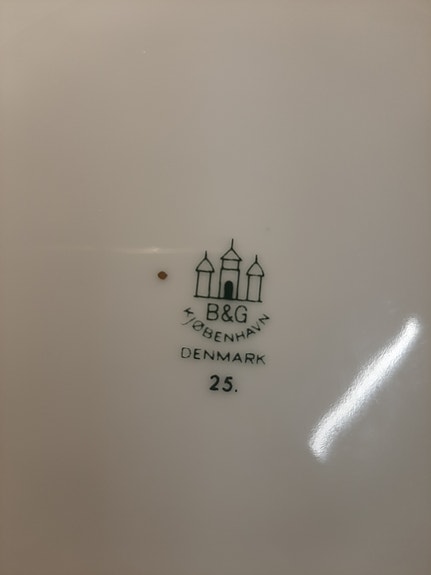 B&G
KJØBENHAVN
DENMARK
25.